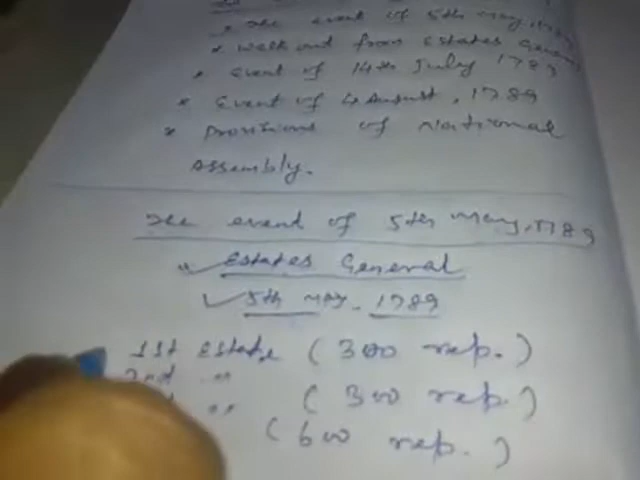 * The event of 5th May, 1789
* Walk out from Estates General
* Event of 14th July 1789
* Event of 4 August, 1789
* Provisions of National
Assembly.
The event of 5th May, 1789
Estates General
5th May. 1789
1st Estate (300 rep.)
2nd " (300 rep.)
" (600 rep.)